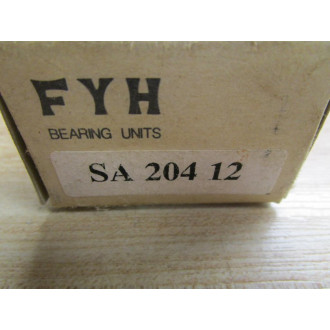 FYH
BEARING UNITS
SA 204 12